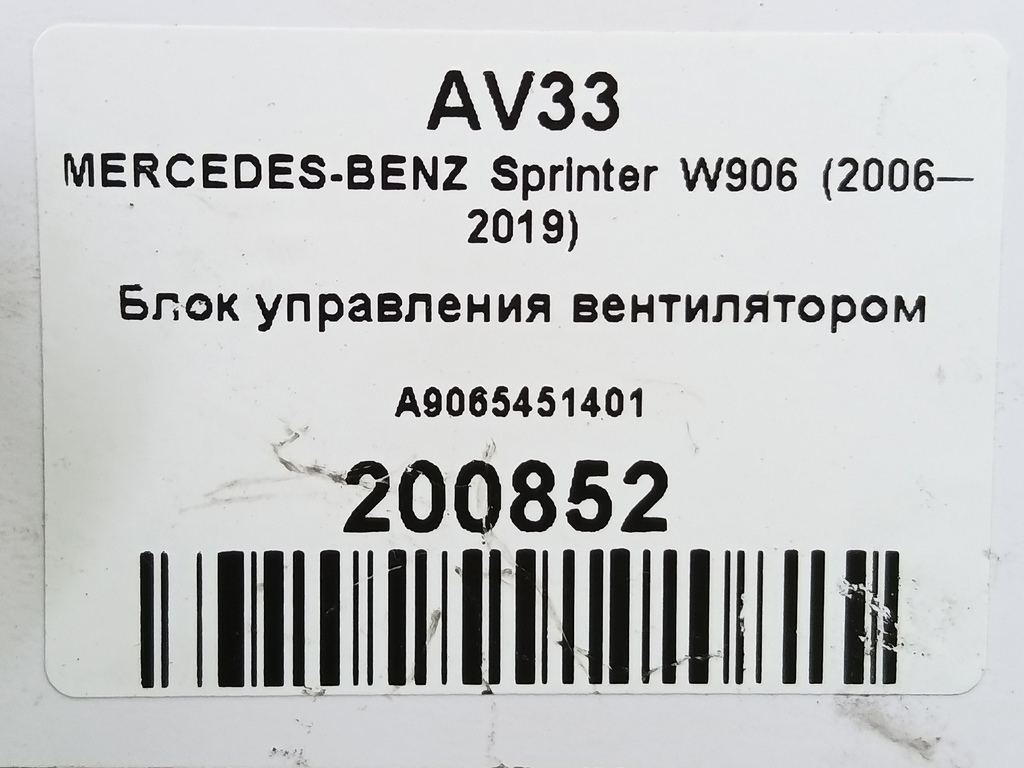 AV33
MERCEDES-BENZ Sprinter W906 (2006—
2019)
Блок управления вентилятором
A9065451401
200852